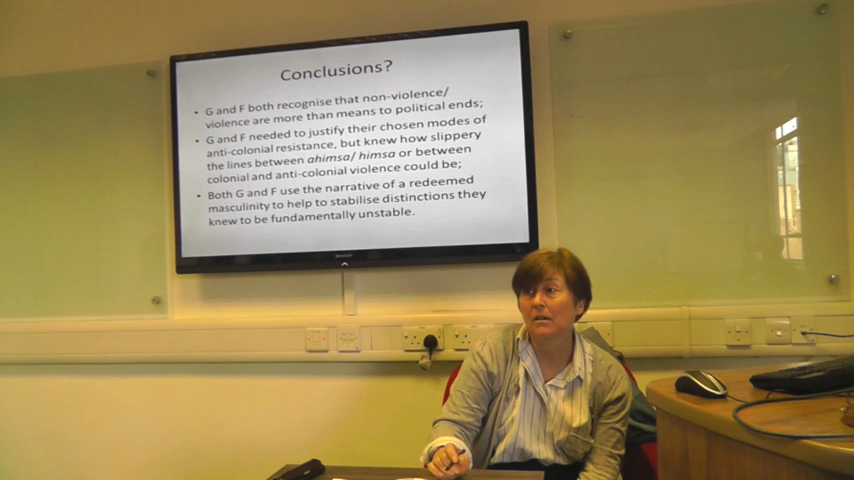 Conclusions?
• G and F both recognise that non-violence/
violence are more than means to political ends;
• G and F needed to justify their chosen modes of
anti-colonial resistance, but knew how slippery
the lines between ahimsa/ himsa or between
colonial and anti-colonial violence could be;
• Both G and F use the narrative of a redeemed
masculinity to help to stabilise distinctions they
knew to be fundamentally unstable.
SHARP